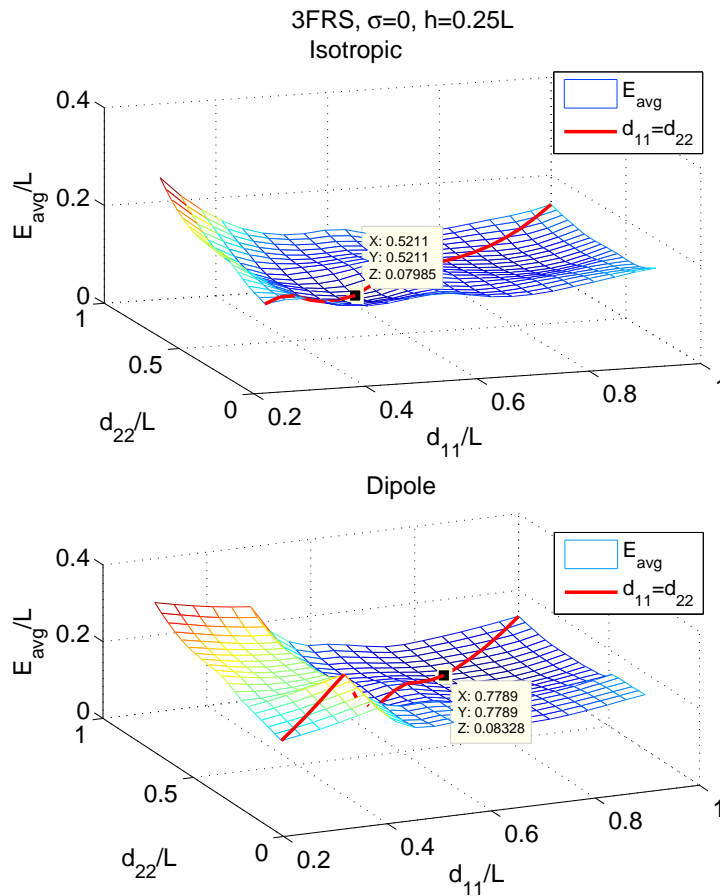 3FRS, σ=0, h=0.25L
Isotropic
E_avg
d_11=d_22
0.4
0.2
0
E_avg/L
X: 0.5211
Y: 0.5211
Z: 0.07985
1
0.5
0
d_22/L
0.2
0.4
0.6
0.8
1
d_11/L
Dipole
E_avg
d_11=d_22
0.4
0.2
0
E_avg/L
X: 0.7789
Y: 0.7789
Z: 0.08328
1
0.5
0
d_22/L
0.2
0.4
0.6
0.8
1
d_11/L